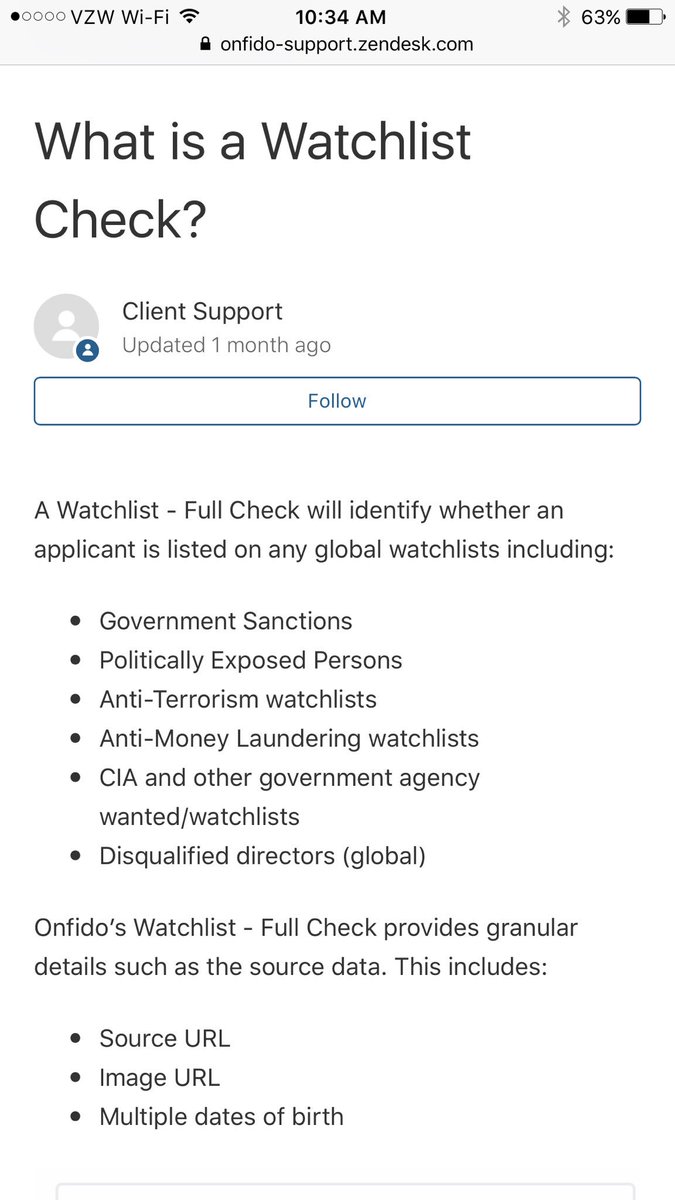 VZW Wi-Fi 10:34 AM 63%
onfido-support.zendesk.com
What is a Watchlist
Check?
Client Support
Updated 1 month ago
Follow
A Watchlist - Full Check will identify whether an
applicant is listed on any global watchlists including:
• Government Sanctions
• Politically Exposed Persons
• Anti-Terrorism watchlists
• Anti-Money Laundering watchlists
• CIA and other government agency
wanted/watchlists
• Disqualified directors (global)
Onfido’s Watchlist - Full Check provides granular
details such as the source data. This includes:
• Source URL
• Image URL
• Multiple dates of birth